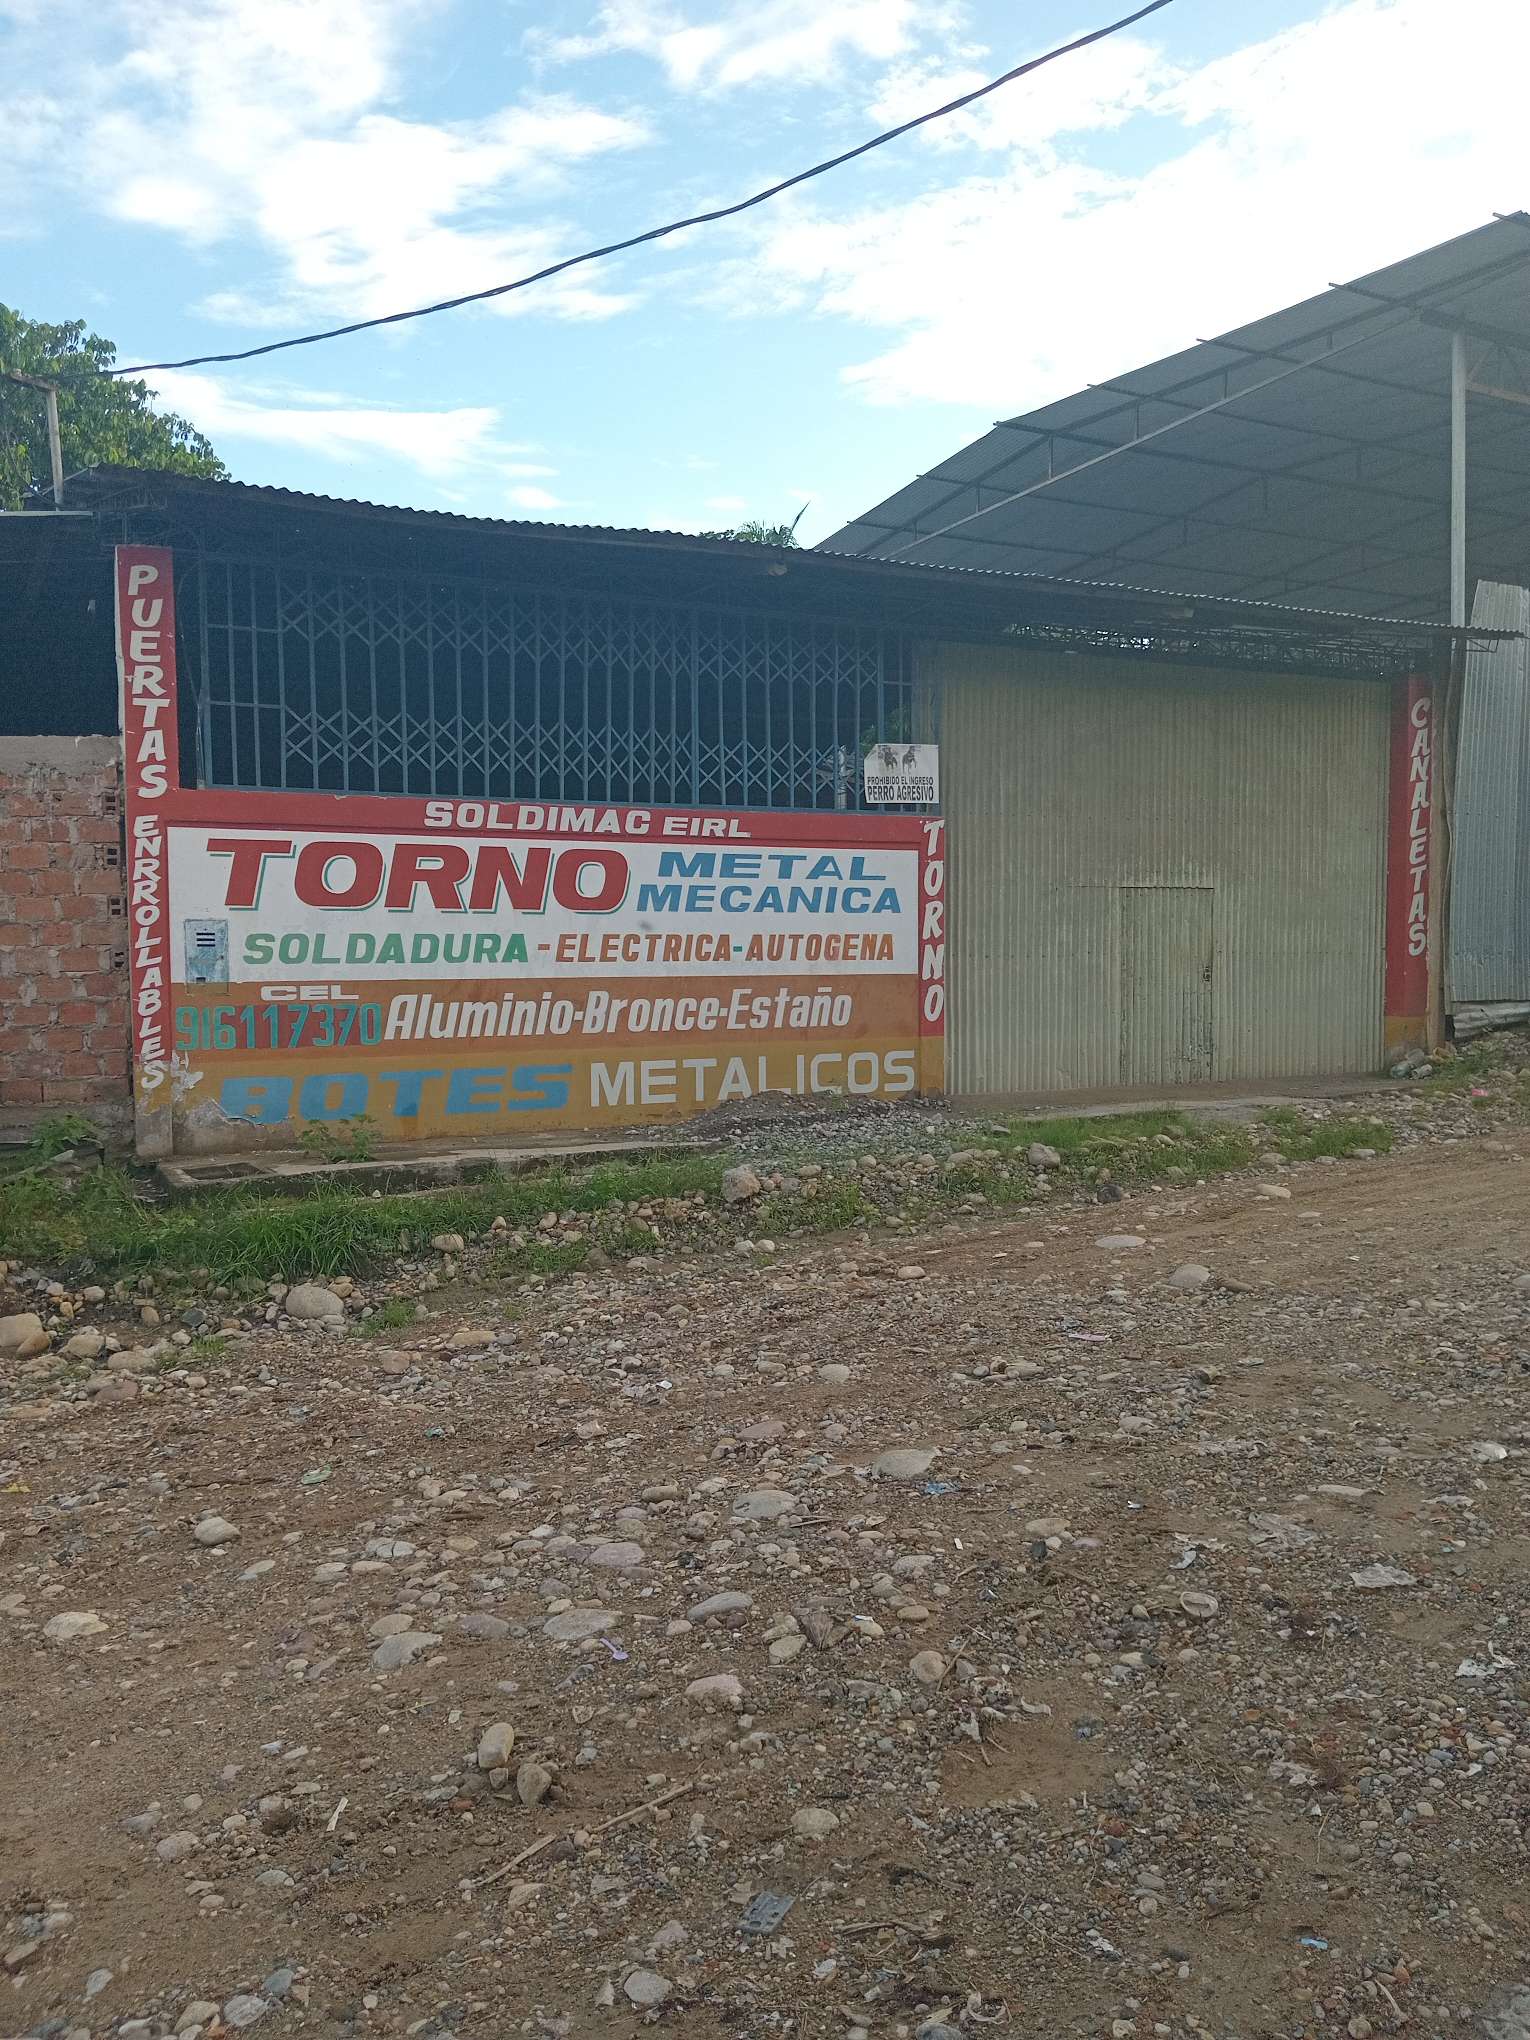 PUERTAS ENRROLLABLES
SOLDIMAC EIRL
TORNO METAL MECANICA
SOLDADURA - ELECTRICA - AUTOGENA
CEL
916117370
Aluminio-Bronce-Estaño
BOTES METALICOS
TORNO
PROHIBIDO EL INGRESO
PERRO AGRESIVO
CANALETAS